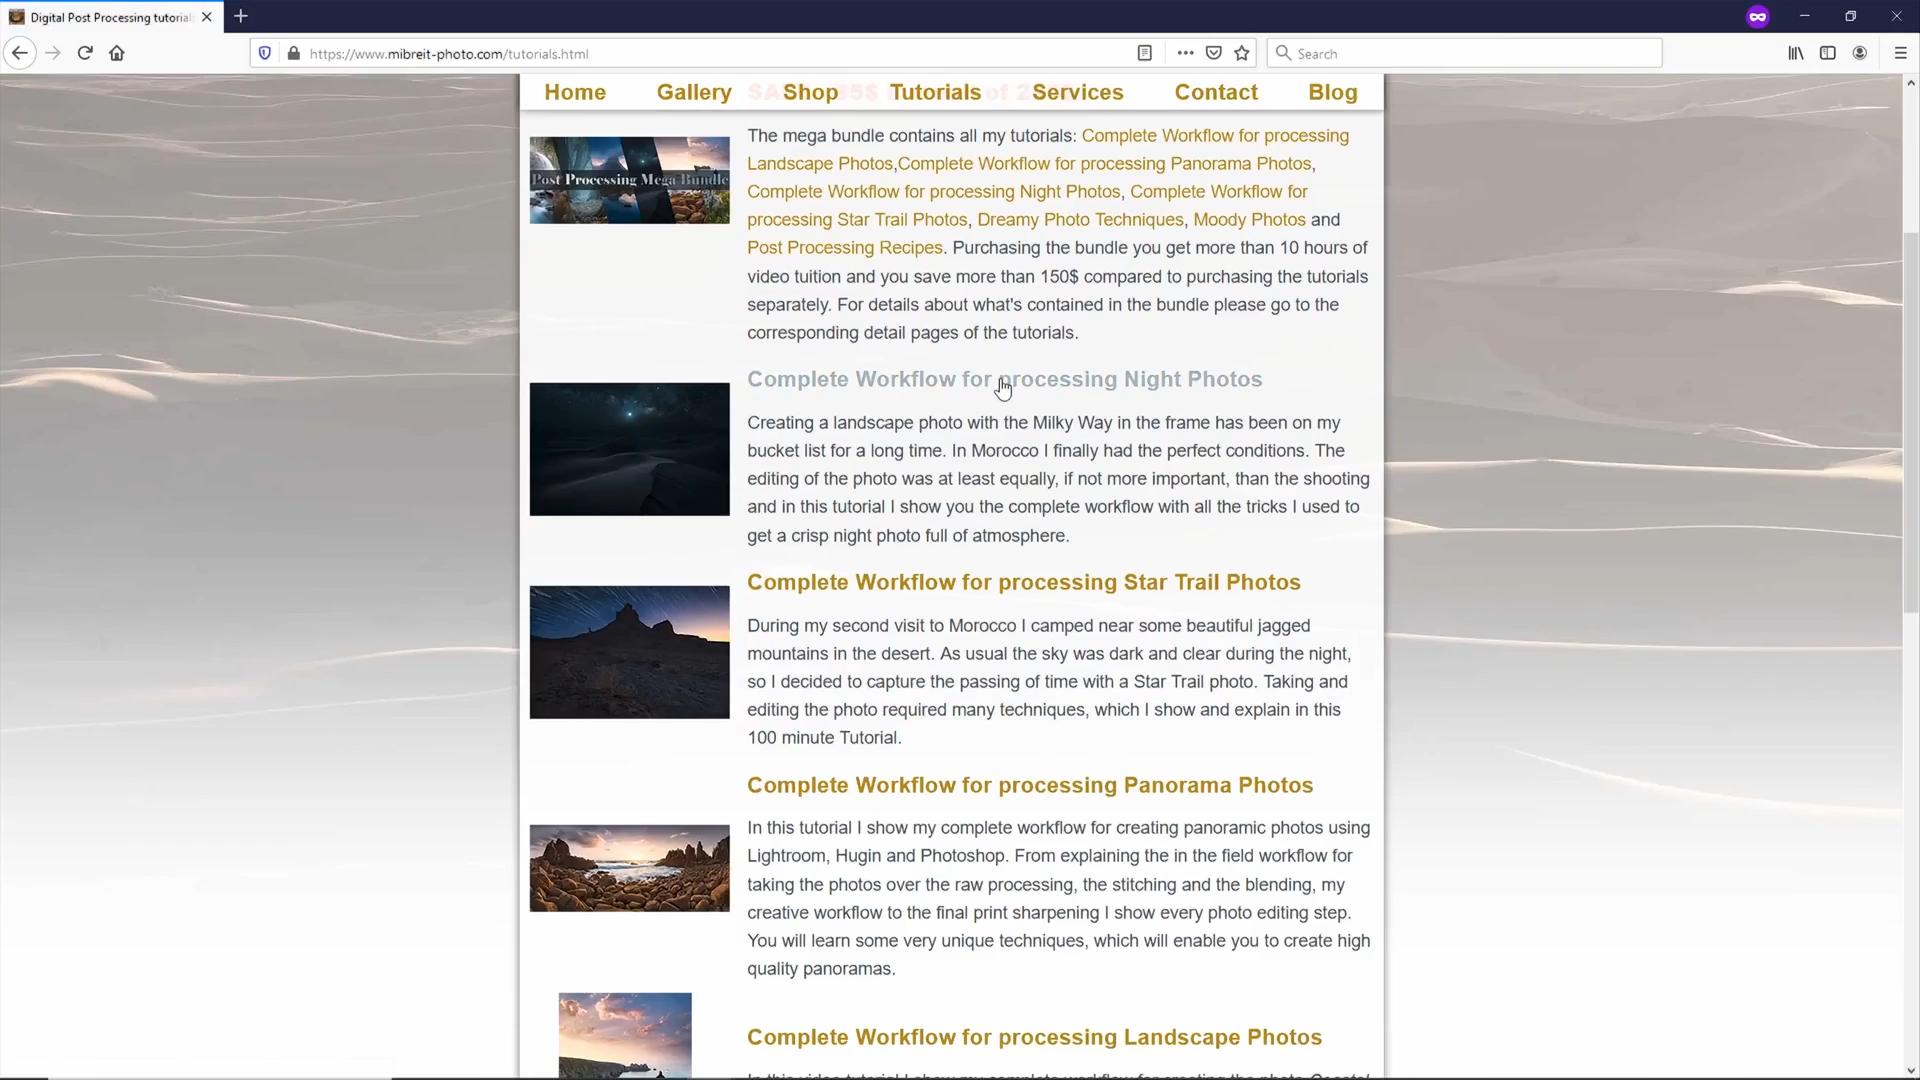 Digital Post Processing tutorial
https://www.mibreit-photo.com/tutorials.html
Search
Home Gallery Shop Tutorials Services Contact Blog
The mega bundle contains all my tutorials: Complete Workflow for processing
Landscape Photos,Complete Workflow for processing Panorama Photos,
Complete Workflow for processing Night Photos, Complete Workflow for
processing Star Trail Photos, Dreamy Photo Techniques, Moody Photos and
Post Processing Recipes. Purchasing the bundle you get more than 10 hours of
video tuition and you save more than 150$ compared to purchasing the tutorials
separately. For details about what's contained in the bundle please go to the
corresponding detail pages of the tutorials.
Post Processing Mega Bundle
Complete Workflow for processing Night Photos
Creating a landscape photo with the Milky Way in the frame has been on my
bucket list for a long time. In Morocco I finally had the perfect conditions. The
editing of the photo was at least equally, if not more important, than the shooting
and in this tutorial I show you the complete workflow with all the tricks I used to
get a crisp night photo full of atmosphere.
Complete Workflow for processing Star Trail Photos
During my second visit to Morocco I camped near some beautiful jagged
mountains in the desert. As usual the sky was dark and clear during the night,
so I decided to capture the passing of time with a Star Trail photo. Taking and
editing the photo required many techniques, which I show and explain in this
100 minute Tutorial.
Complete Workflow for processing Panorama Photos
In this tutorial I show my complete workflow for creating panoramic photos using
Lightroom, Hugin and Photoshop. From explaining the in the field workflow for
taking the photos over the raw processing, the stitching and the blending, my
creative workflow to the final print sharpening I show every photo editing step.
You will learn some very unique techniques, which will enable you to create high
quality panoramas.
Complete Workflow for processing Landscape Photos